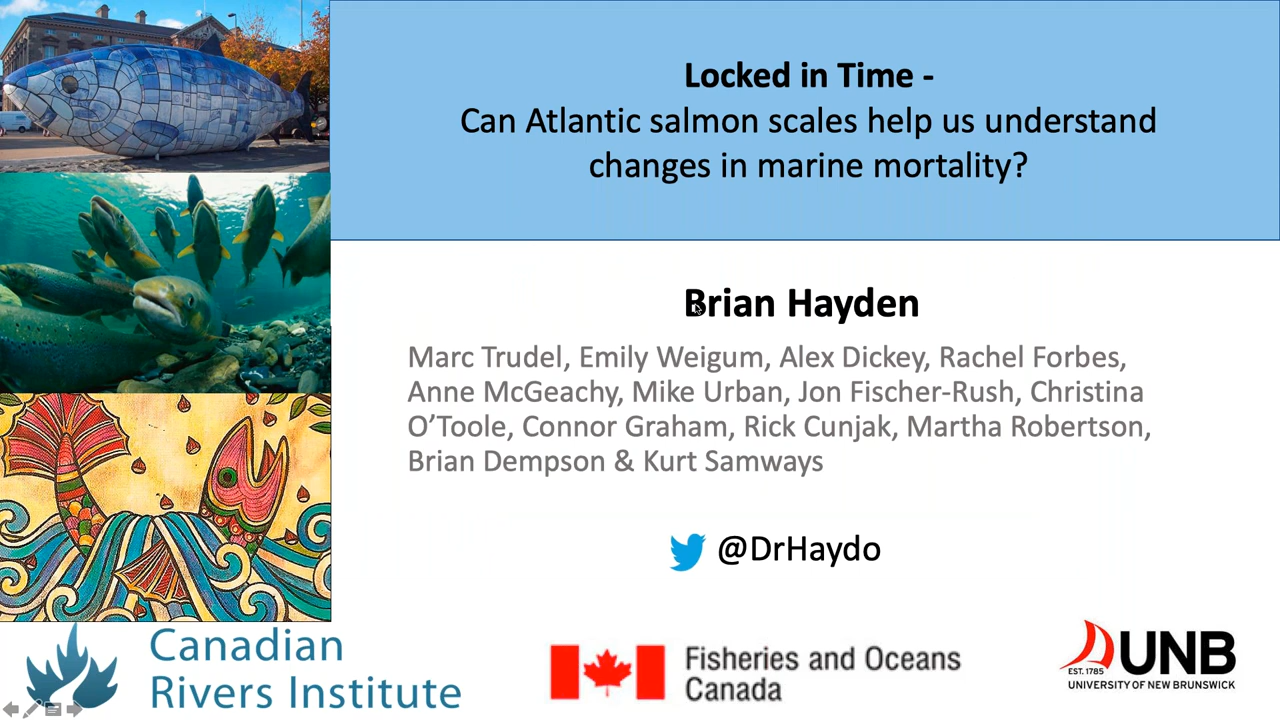 Locked in Time -
Can Atlantic salmon scales help us understand
changes in marine mortality?
Brian Hayden
Marc Trudel, Emily Weigum, Alex Dickey, Rachel Forbes,
Anne McGeachy, Mike Urban, Jon Fischer-Rush, Christina
O’Toole, Connor Graham, Rick Cunjak, Martha Robertson,
Brian Dempson & Kurt Samways
@DrHaydo
Canadian
Rivers Institute
Fisheries and Oceans
Canada
UNB
EST. 1785
UNIVERSITY OF NEW BRUNSWICK